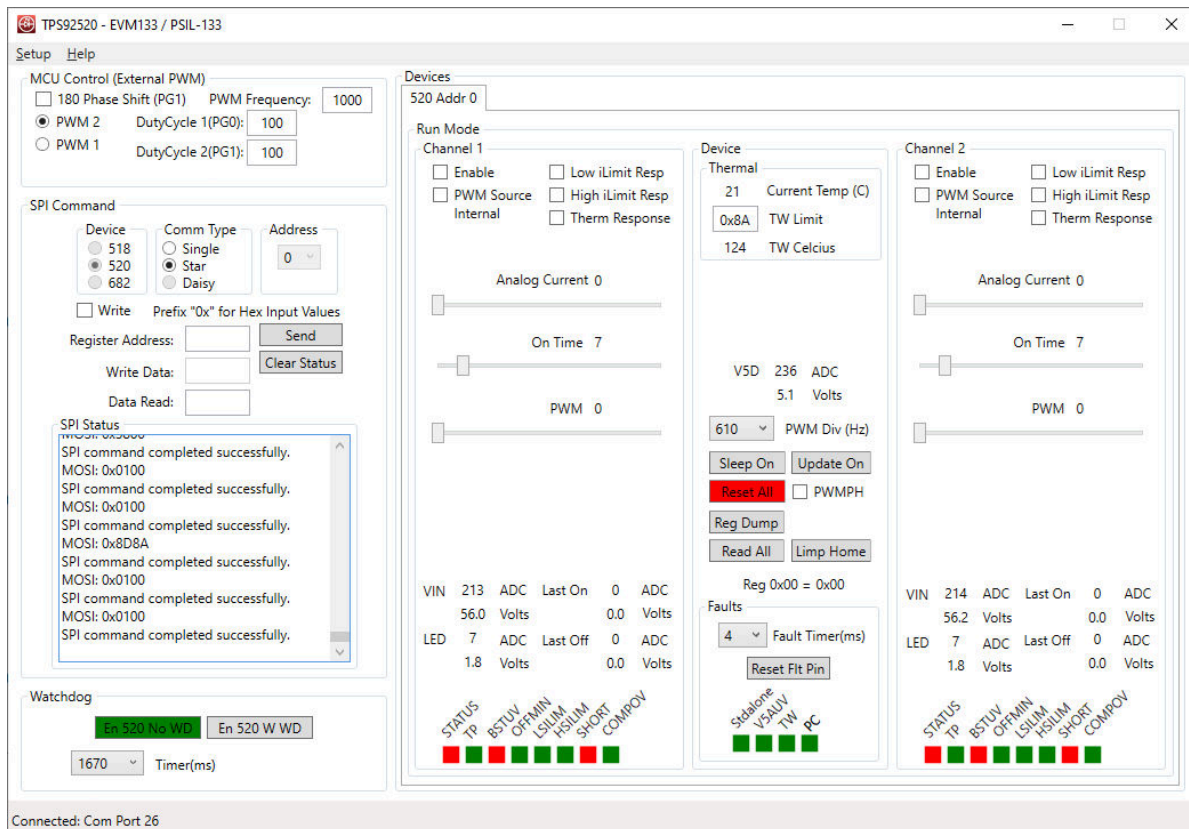 TPS92520 - EVM133 / PSIL-133
Setup Help
MCU Control (External PWM)
180 Phase Shift (PG1) PWM Frequency: 1000
PWM 2 DutyCycle 1(PG0): 100
PWM 1 DutyCycle 2(PG1): 100
SPI Command
Device
518
520
682
Comm Type
Single
Star
Daisy
Address
0
Write Prefix "0x" for Hex Input Values
Register Address: Send
Write Data: Clear Status
Data Read:
SPI Status
SPI command completed successfully.
MOSI: 0x0100
SPI command completed successfully.
MOSI: 0x0100
SPI command completed successfully.
MOSI: 0x8D8A
SPI command completed successfully.
MOSI: 0x0100
SPI command completed successfully.
MOSI: 0x0100
SPI command completed successfully.
Watchdog
En 520 No WD En 520 W WD
1670 Timer(ms)
Devices
520 Addr 0
Run Mode
Channel 1
Enable Low iLimit Resp
PWM Source High iLimit Resp
Internal Therm Response
Analog Current 0
On Time 7
PWM 0
VIN 213 ADC Last On 0 ADC
56.0 Volts 0.0 Volts
LED 7 ADC Last Off 0 ADC
1.8 Volts 0.0 Volts
STATUS
TP
BSTUV
OFFMIN
LSILIM
HSILIM
SHORT
COMPOV
Device
Thermal
21 Current Temp (C)
0x8A TW Limit
124 TW Celcius
V5D 236 ADC
5.1 Volts
610 PWM Div (Hz)
Sleep On Update On
Reset All PWMPH
Reg Dump
Read All Limp Home
Reg 0x00 = 0x00
Faults
4 Fault Timer(ms)
Reset Flt Pin
Stdalone
V5AUV
TW
PC
Channel 2
Enable Low iLimit Resp
PWM Source High iLimit Resp
Internal Therm Response
Analog Current 0
On Time 7
PWM 0
VIN 214 ADC Last On 0 ADC
56.2 Volts 0.0 Volts
LED 7 ADC Last Off 0 ADC
1.8 Volts 0.0 Volts
STATUS
TP
BSTUV
OFFMIN
LSILIM
HSILIM
SHORT
COMPOV
Connected: Com Port 26